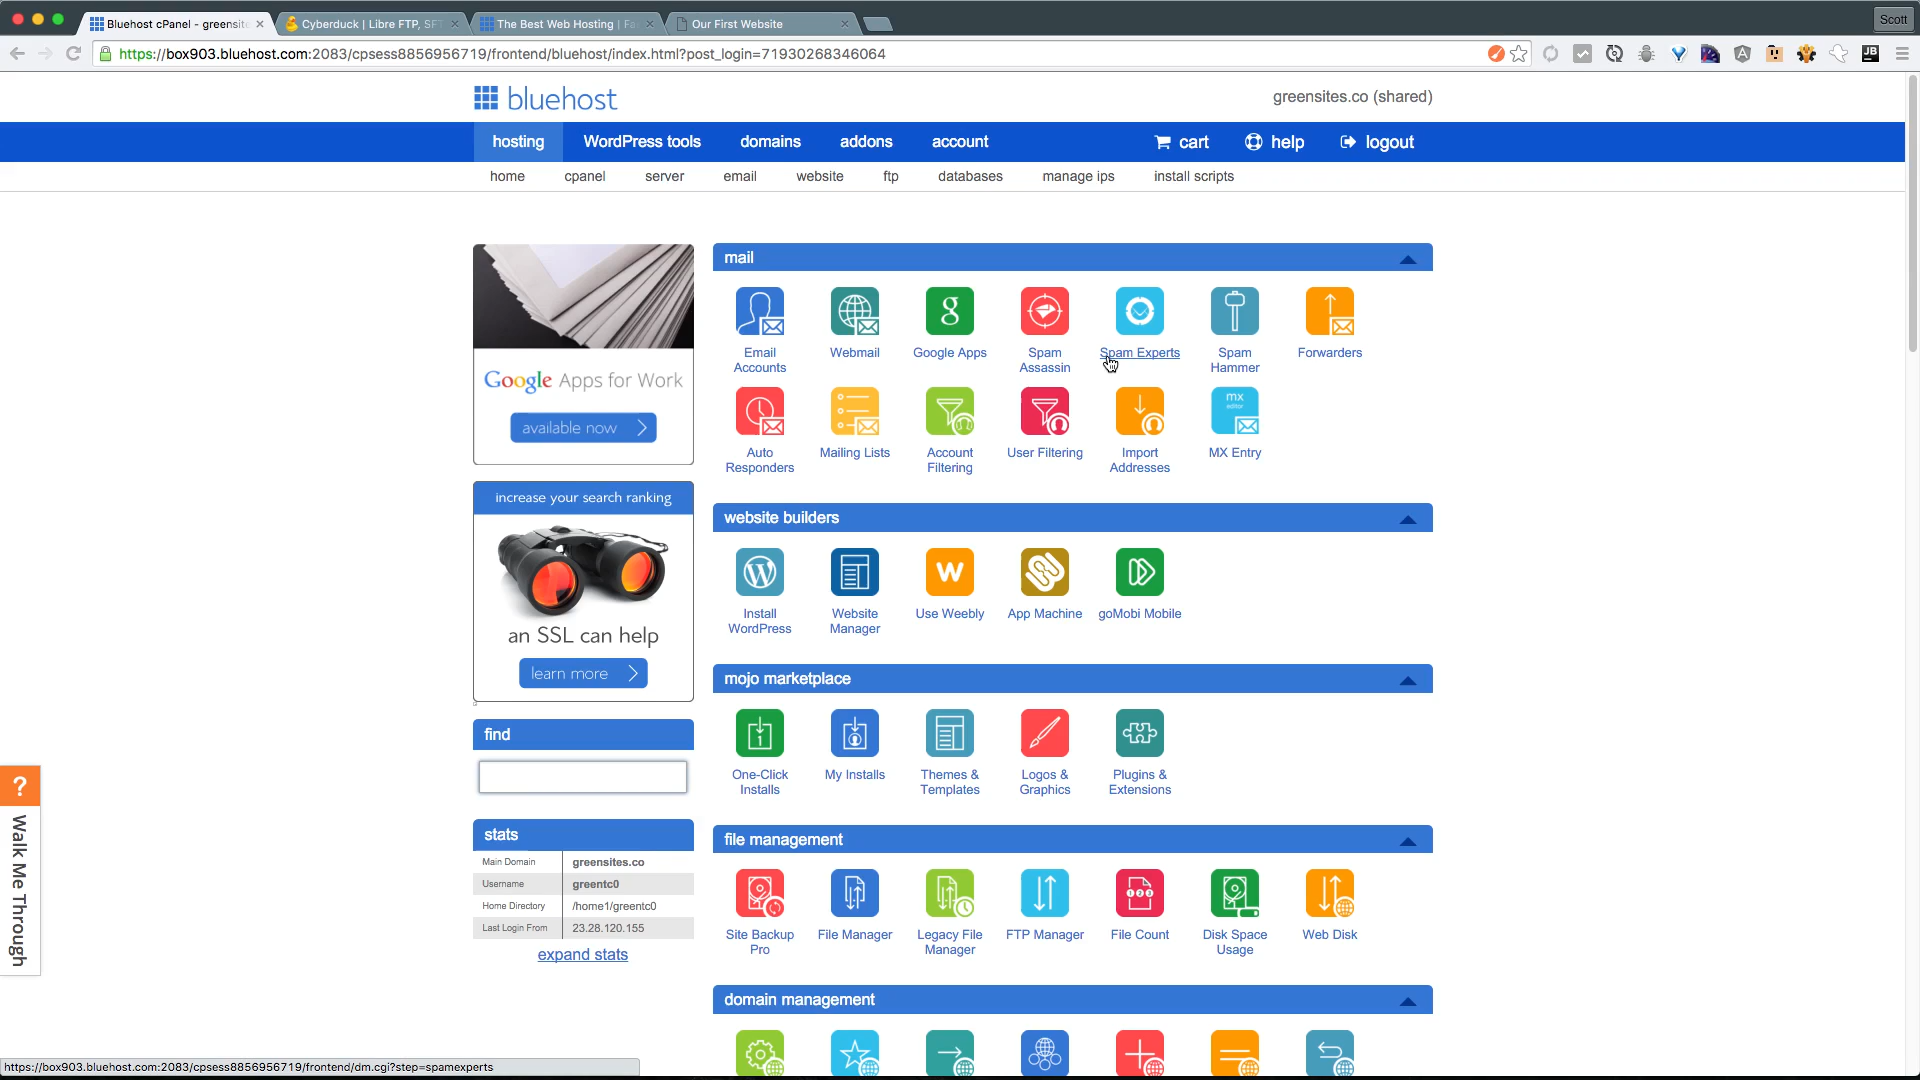 Bluehost cPanel - greensite
Cyberduck | Libre FTP, SFT
The Best Web Hosting | Fa
Our First Website
Scott
https://box903.bluehost.com:2083/cpsess8856956719/frontend/bluehost/index.html?post_login=71930268346064
JB
bluehost
greensites.co (shared)
hosting
WordPress tools
domains
addons
account
cart
help
logout
home
cpanel
server
email
website
ftp
databases
manage ips
install scripts
Google Apps for Work
available now
increase your search ranking
an SSL can help
learn more
find
stats
Main Domain greensites.co
Username greentc0
Home Directory /home1/greentc0
Last Login From 23.28.120.155
expand stats
?
Walk Me Through
mail
g
Email Accounts
Webmail
Google Apps
Spam Assassin
Spam Experts
Spam Hammer
Forwarders
mx
editor
Auto Responders
Mailing Lists
Account Filtering
User Filtering
Import Addresses
MX Entry
website builders
Install WordPress
Website Manager
Use Weebly
App Machine
goMobi Mobile
mojo marketplace
1
One-Click Installs
My Installs
Themes & Templates
Logos & Graphics
Plugins & Extensions
file management
1 2 3
Site Backup Pro
File Manager
Legacy File Manager
FTP Manager
File Count
Disk Space Usage
Web Disk
domain management
https://box903.bluehost.com:2083/cpsess8856956719/frontend/dm.cgi?step=spamexperts